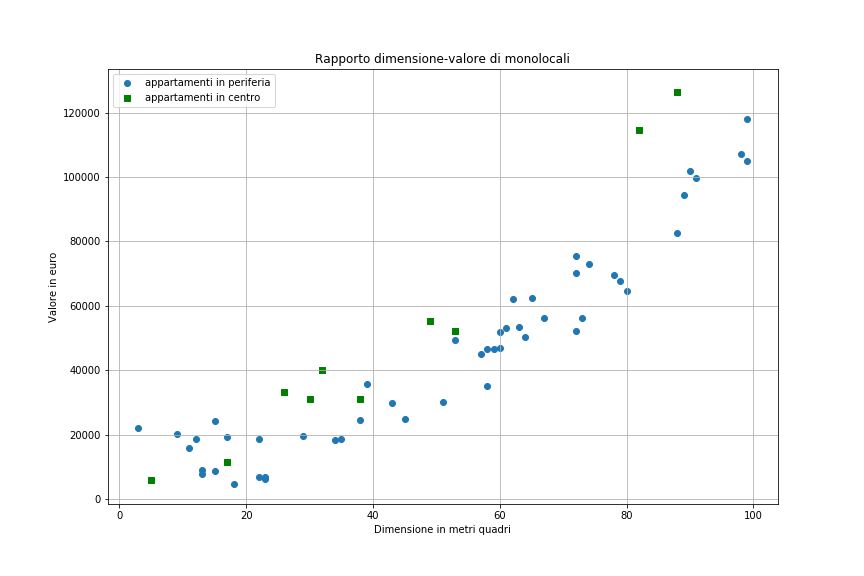 Rapporto dimensione-valore di monolocali
appartamenti in periferia
appartamenti in centro
120000
100000
80000
60000
40000
20000
0
Valore in euro
0 20 40 60 80 100
Dimensione in metri quadri